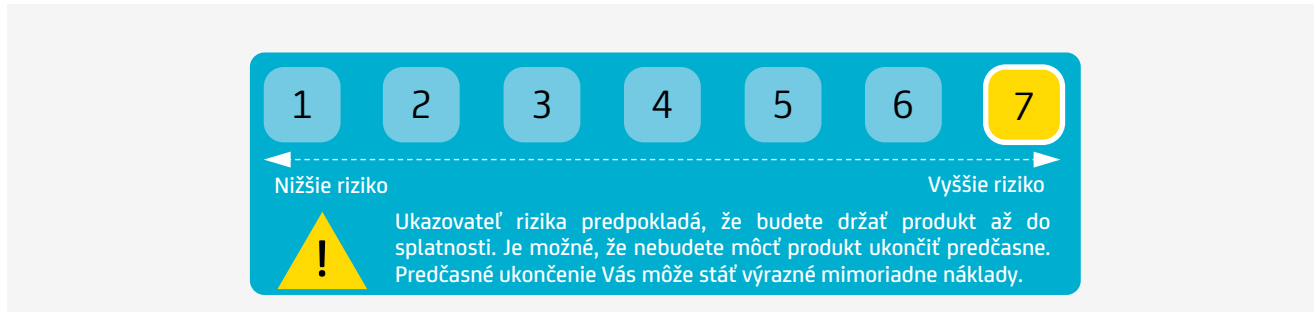 1 2 3 4 5 6 7
Nižšie riziko Vyššie riziko
! Ukazovateľ rizika predpokladá, že budete držať produkt až do
splatnosti. Je možné, že nebudete môcť produkt ukončiť predčasne.
Predčasné ukončenie Vás môže stáť výrazné mimoriadne náklady.